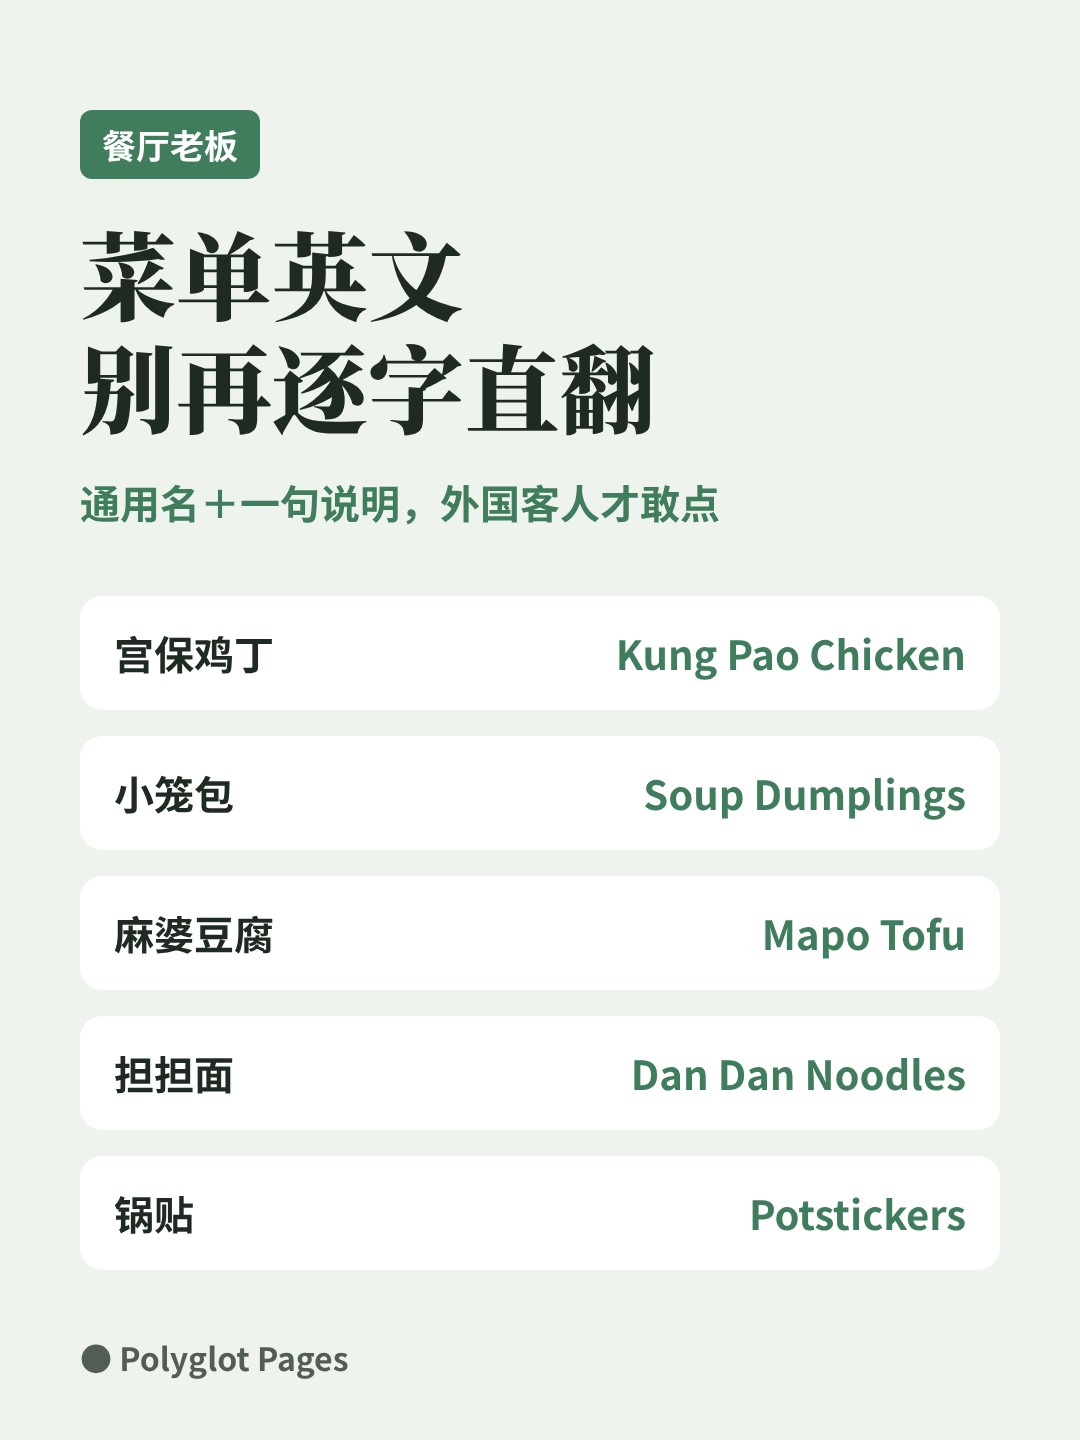 餐厅老板
菜单英文
别再逐字直翻
通用名＋一句说明，外国客人才敢点
宫保鸡丁 Kung Pao Chicken
小笼包 Soup Dumplings
麻婆豆腐 Mapo Tofu
担担面 Dan Dan Noodles
锅贴 Potstickers
Polyglot Pages